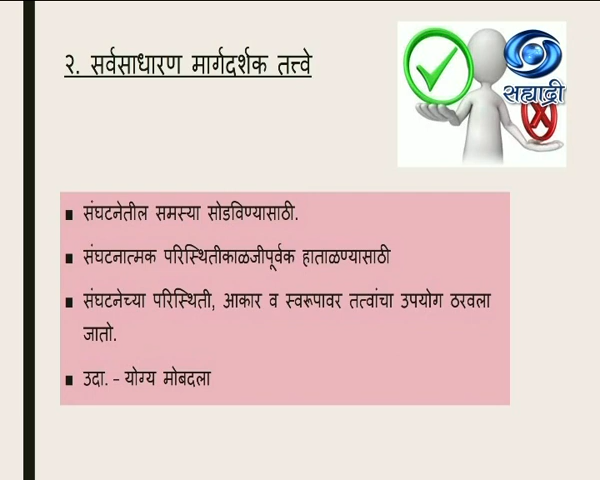 २. सर्वसाधारण मार्गदर्शक तत्त्वे
सह्याद्री
▪ संघटनेतील समस्या सोडविण्यासाठी.
▪ संघटनात्मक परिस्थितीकाळजीपूर्वक हाताळण्यासाठी
▪ संघटनेच्या परिस्थिती, आकार व स्वरूपावर तत्वांचा उपयोग ठरवला
जातो.
▪ उदा. – योग्य मोबदला